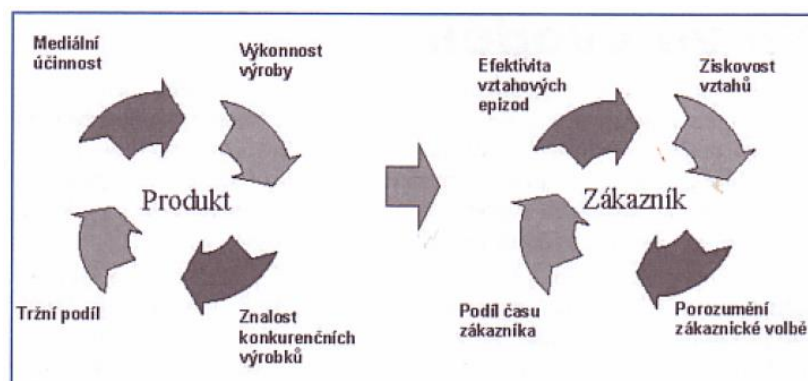 Mediální
účinnost
Výkonnost
výroby
Produkt
Tržní podíl
Znalost
konkurenčních
výrobků
Efektivita
vztahových
epizod
Ziskovost
vztahů
Zákazník
Podíl času
zákazníka
Porozumění
zákaznické volbě